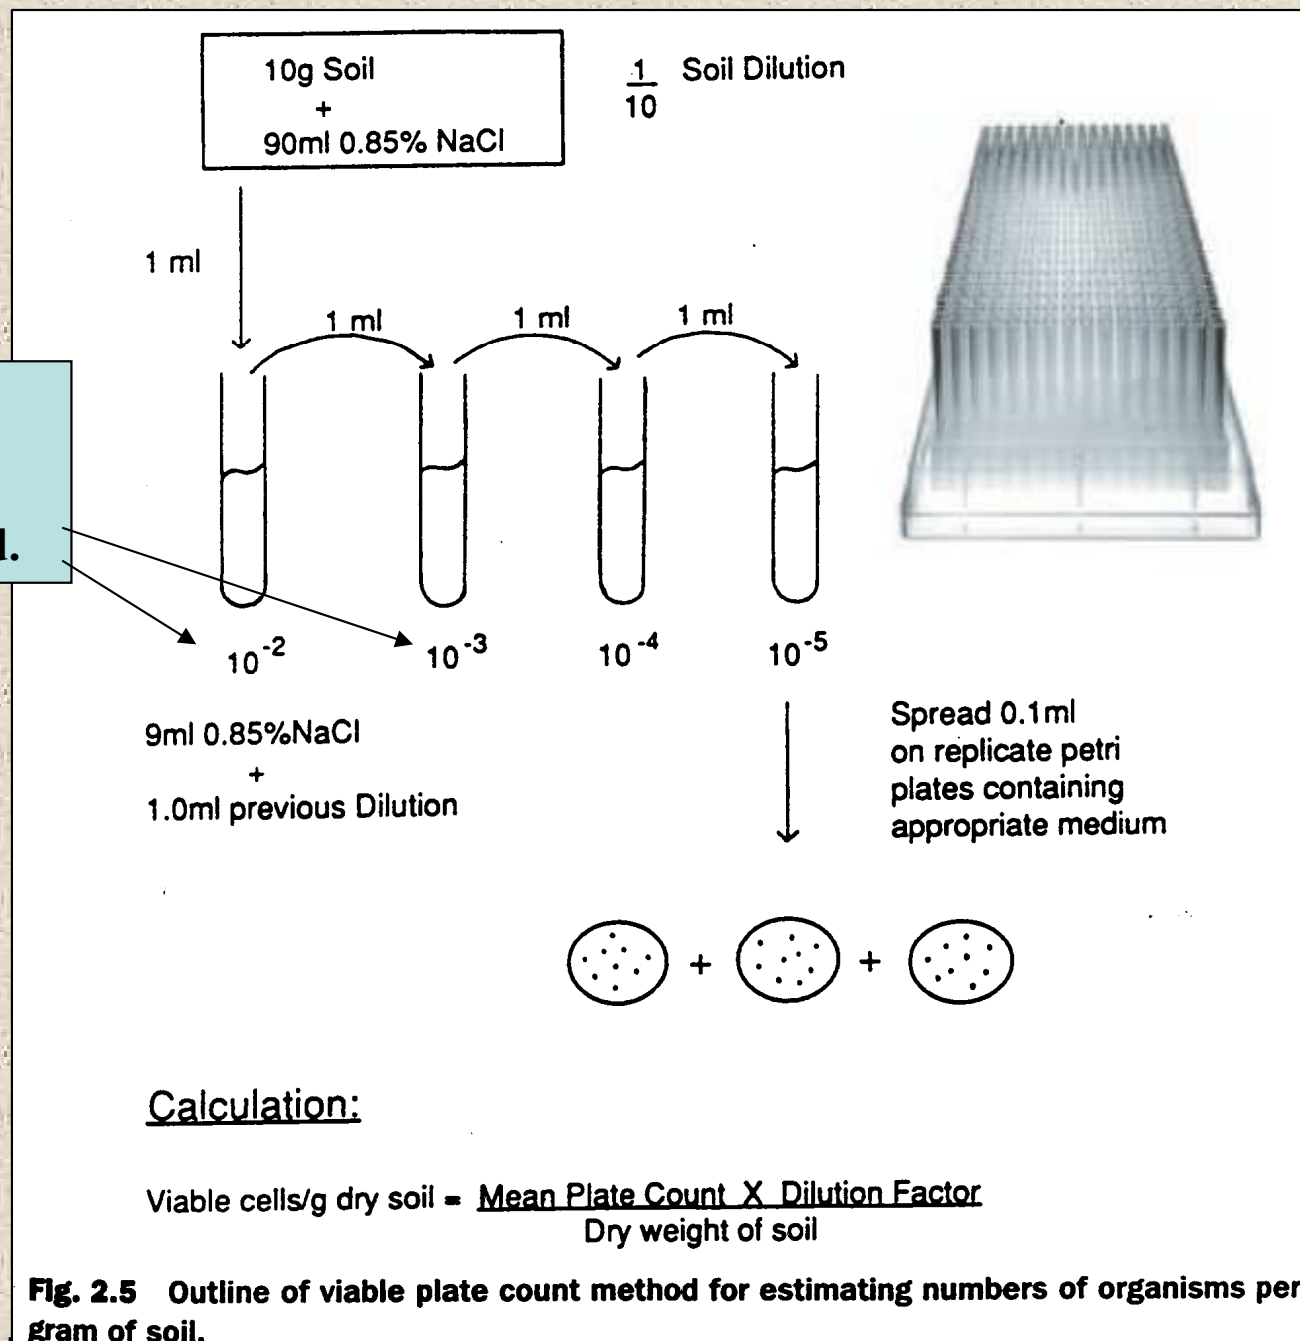 10g Soil
+
90ml 0.85% NaCl
1
10
Soil Dilution
1 ml
1 ml
1 ml
1 ml
10-2
10-3
10-4
10-5
9ml 0.85%NaCl
+
1.0ml previous Dilution
Spread 0.1ml
on replicate petri
plates containing
appropriate medium
+
+
Calculation:
Viable cells/g dry soil = Mean Plate Count X Dilution Factor
Dry weight of soil
Fig. 2.5 Outline of viable plate count method for estimating numbers of organisms per
gram of soil.